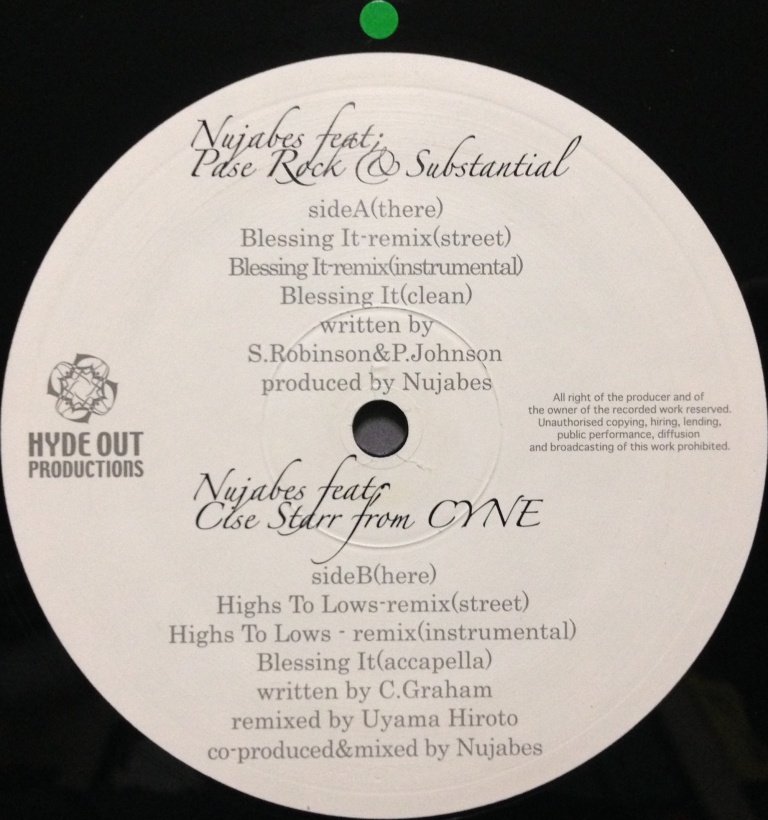 Nujabes feat;
Pase Rock & Substantial
sideA(there)
Blessing It-remix(street)
Blessing It-remix(instrumental)
Blessing It(clean)
written by
S.Robinson&P.Johnson
produced by Nujabes
HYDE OUT
PRODUCTIONS
All right of the producer and of
the owner of the recorded work reserved.
Unauthorised copying, hiring, lending,
public performance, diffusion
and broadcasting of this work prohibited.
Nujabes feat;
Cise Starr from CYNE
sideB(here)
Highs To Lows-remix(street)
Highs To Lows - remix(instrumental)
Blessing It(accapella)
written by C.Graham
remixed by Uyama Hiroto
co-produced&mixed by Nujabes